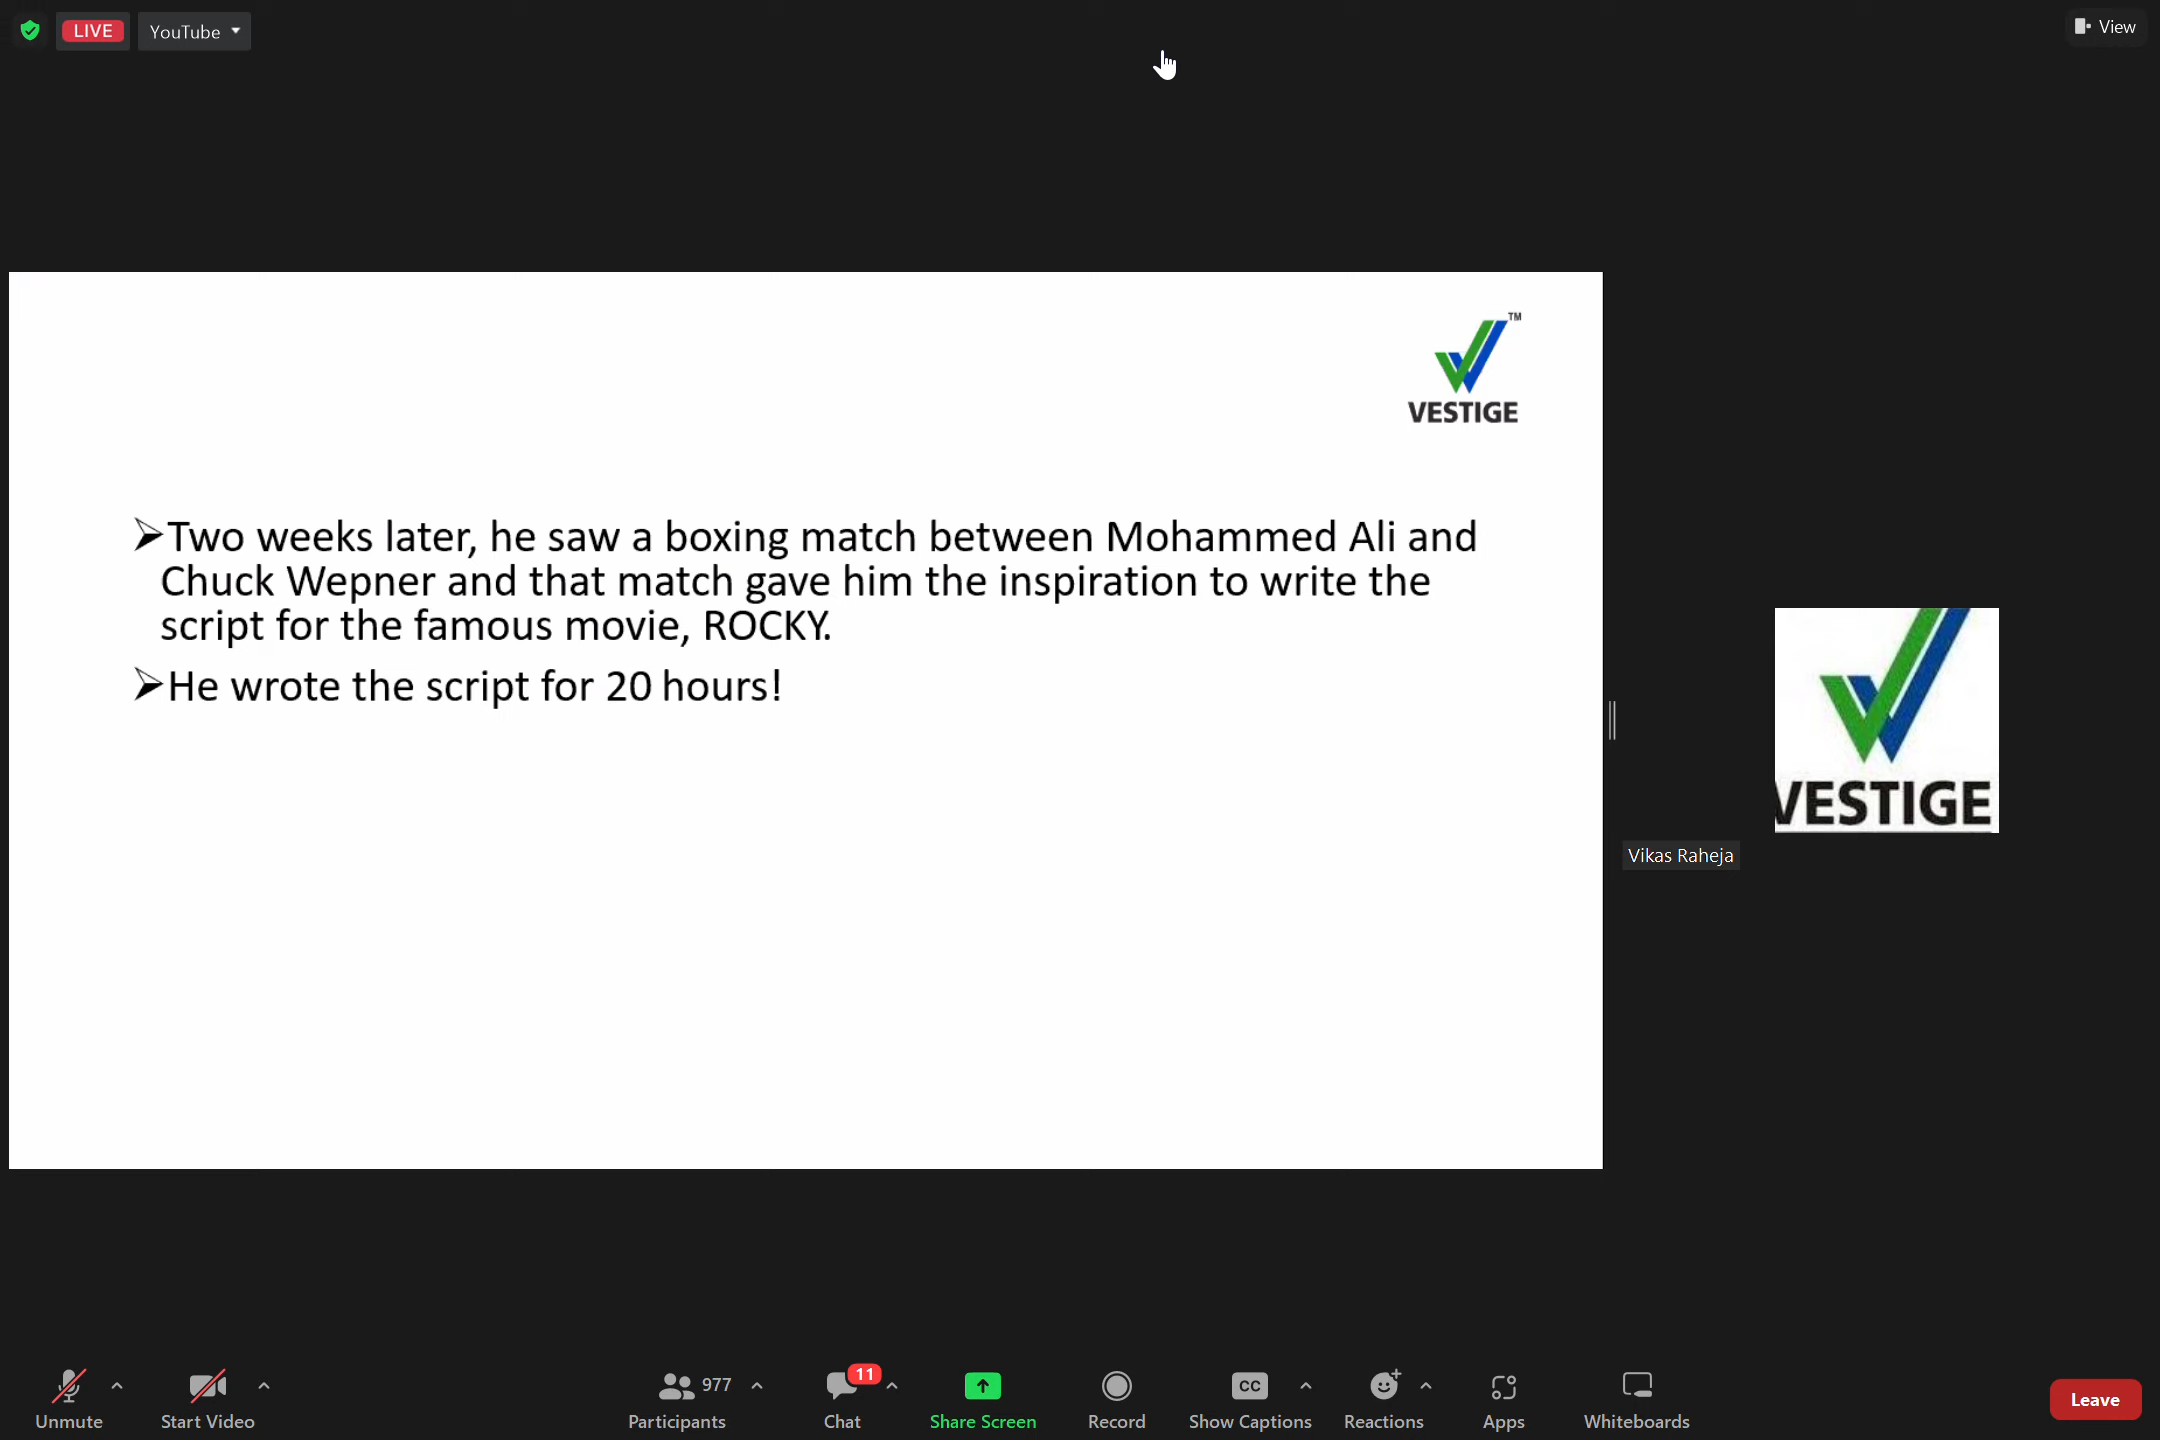 LIVE
YouTube
View
TM
VESTIGE
➢Two weeks later, he saw a boxing match between Mohammed Ali and
Chuck Wepner and that match gave him the inspiration to write the
script for the famous movie, ROCKY.
➢He wrote the script for 20 hours!
VESTIGE
Vikas Raheja
Unmute
Start Video
977
Participants
11
Chat
Share Screen
Record
CC
Show Captions
Reactions
Apps
Whiteboards
Leave